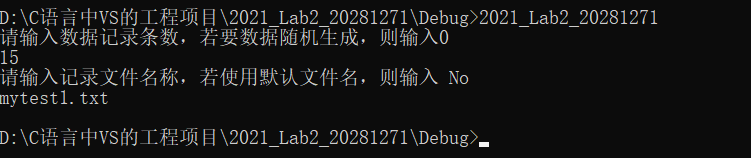 D:\C语言中VS的工程项目\2021_Lab2_20281271\Debug>2021_Lab2_20281271
请输入数据记录条数，若要数据随机生成，则输入0
15
请输入记录文件名称，若使用默认文件名，则输入 No
mytest1.txt
D:\C语言中VS的工程项目\2021_Lab2_20281271\Debug>